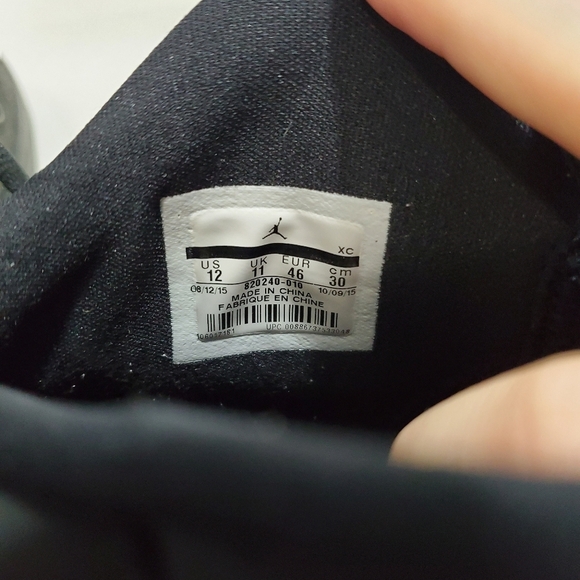 XC
US UK EUR cm
12 11 46 30
08/12/15 820240-010 10/09/15
MADE IN CHINA
FABRIQUE EN CHINE
UPC